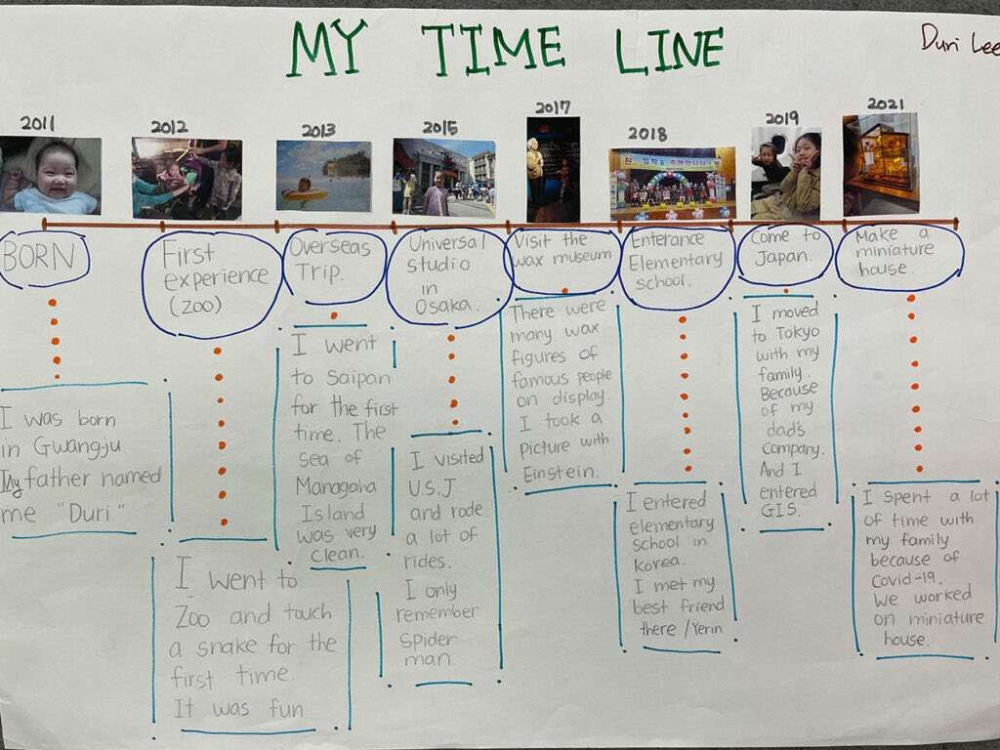 MY TIME LINE
Duri Lee
2011
2012
2013
2015
2017
2018
2019
2021
BORN
First
experience
(zoo)
Overseas
Trip.
Universal
studio
in
Osaka.
Visit the
wax museum
Enterance
Elementary
school.
Come to
Japan.
Make a
miniature
house.
I was born
in Gwangju
My father named
me "Duri"
I went to
Zoo and touch
a snake for the
first time.
It was fun
I went
to Saipan
for the first
time. The
sea of
Managaha
Island
was very
clean.
I visited
U.S.J
and rode
a lot of
rides.
I only
remember
spider
man.
There were
many wax
figures of
famous people
on display.
I took a
picture with
Einstein.
I entered
elementary
school in
Korea.
I met my
best friend
there / Yerin
I moved
to Tokyo
with my
family.
Because
of my
dad's
company.
And I
entered
GIS.
I spent a lot
of time with
my family
because of
Covid-19.
We worked
on miniature
house.